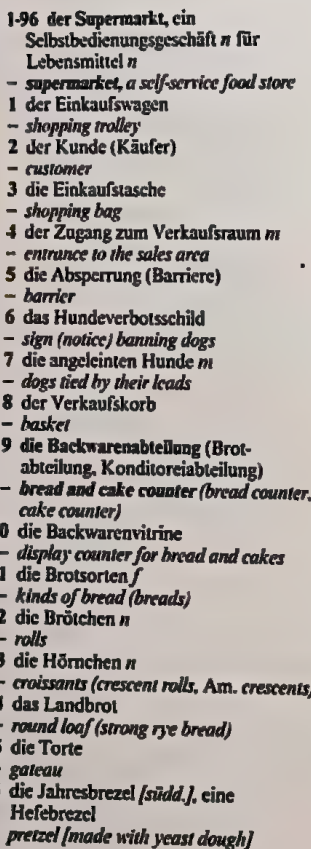 1-96 der Supermarkt, ein
Selbstbedienungsgeschäft n für
Lebensmittel n
– supermarket, a self-service food store
1 der Einkaufswagen
– shopping trolley
2 der Kunde (Käufer)
– customer
3 die Einkaufstasche
– shopping bag
4 der Zugang zum Verkaufsraum m
– entrance to the sales area
5 die Absperrung (Barriere)
– barrier
6 das Hundeverbotsschild
– sign (notice) banning dogs
7 die angeleinten Hunde m
– dogs tied by their leads
8 der Verkaufskorb
– basket
9 die Backwarenabteilung (Brot-
abteilung, Konditoreiabteilung)
– bread and cake counter (bread counter,
cake counter)
0 die Backwarenvitrine
– display counter for bread and cakes
1 die Brotsorten f
– kinds of bread (breads)
2 die Brötchen n
– rolls
3 die Hörnchen n
– croissants (crescent rolls, Am. crescents)
das Landbrot
– round loaf (strong rye bread)
die Torte
gateau
die Jahresbrezel [südd.], eine
Hefebrezel
pretzel [made with yeast dough]